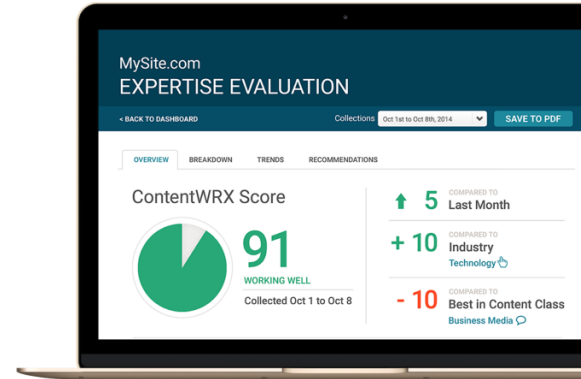 MySite.com
EXPERTISE EVALUATION
< BACK TO DASHBOARD
Collections
Oct 1st to Oct 8th, 2014
SAVE TO PDF
OVERVIEW
BREAKDOWN
TRENDS
RECOMMENDATIONS
ContentWRX Score
91
WORKING WELL
Collected Oct 1 to Oct 8
5
COMPARED TO
Last Month
+ 10
COMPARED TO
Industry
Technology
- 10
COMPARED TO
Best in Content Class
Business Media